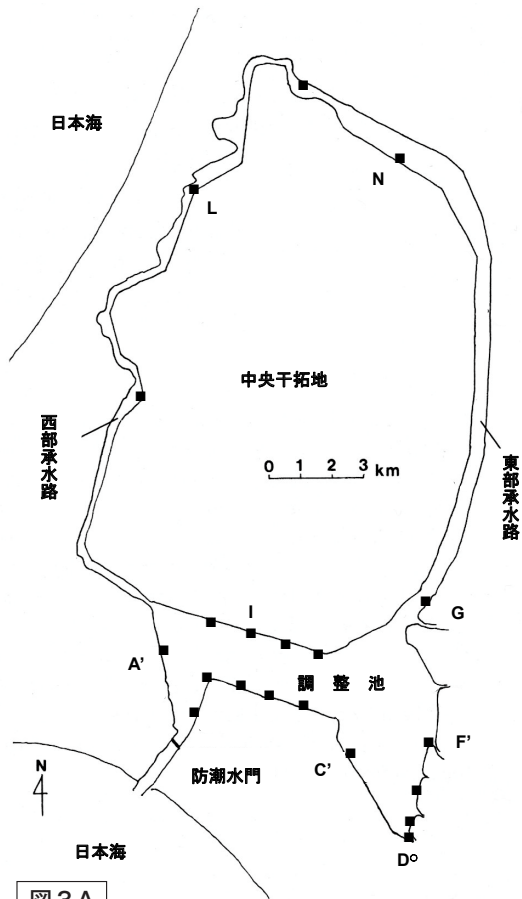 日本海
N
L
中央干拓地
西部承水路
0 1 2 3 km
東部承水路
I
G
A'
調整池
F'
C'
防潮水門
N
日本海
D°
図3A